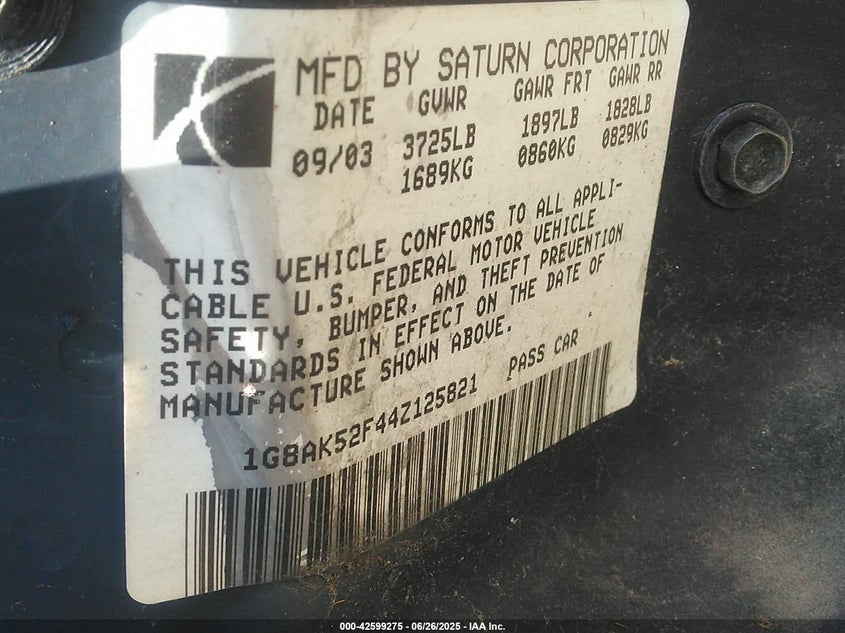 MFD BY SATURN CORPORATION
DATE GVWR GAWR FRT GAWR RR
09/03 3725LB 1897LB 1828LB
1689KG 0860KG 0829KG
THIS VEHICLE CONFORMS TO ALL APPLI-
CABLE U.S. FEDERAL MOTOR VEHICLE
SAFETY, BUMPER, AND THEFT PREVENTION
STANDARDS IN EFFECT ON THE DATE OF
MANUFACTURE SHOWN ABOVE.
1G8AK52F44Z125821 PASS CAR
000-42599275 - 06/26/2025 - IAA Inc.